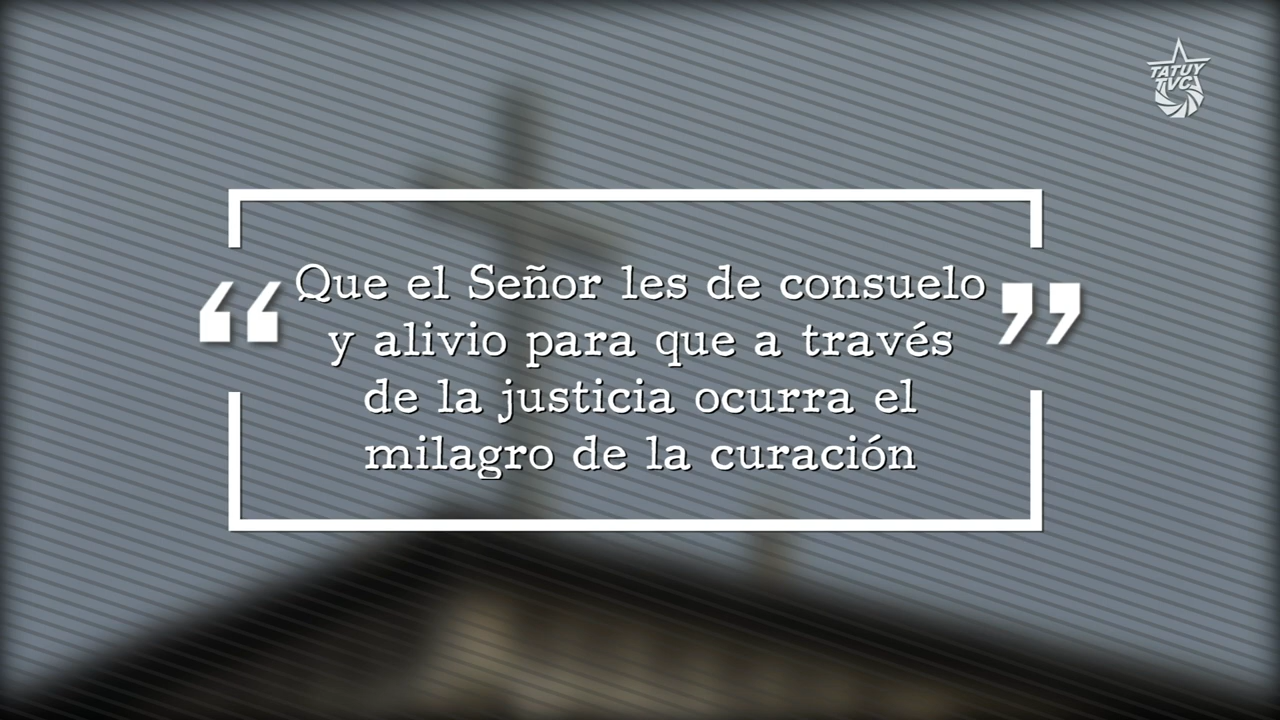 TATUY
TVC
“Que el Señor les de consuelo
y alivio para que a través”
de la justicia ocurra el
milagro de la curación